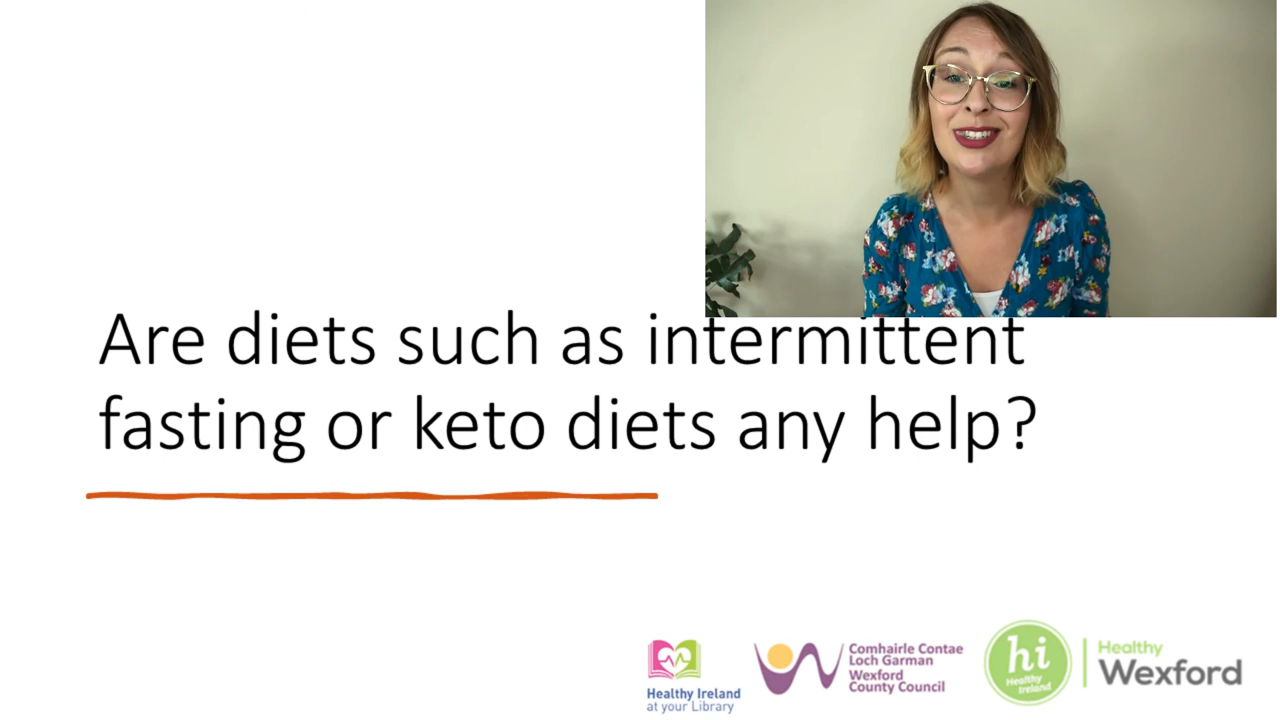 Are diets such as intermittent
fasting or keto diets any help?
Healthy Ireland
at your Library
Comhairle Contae
Loch Garman
Wexford
County Council
hi
Healthy
Ireland
Healthy
Wexford